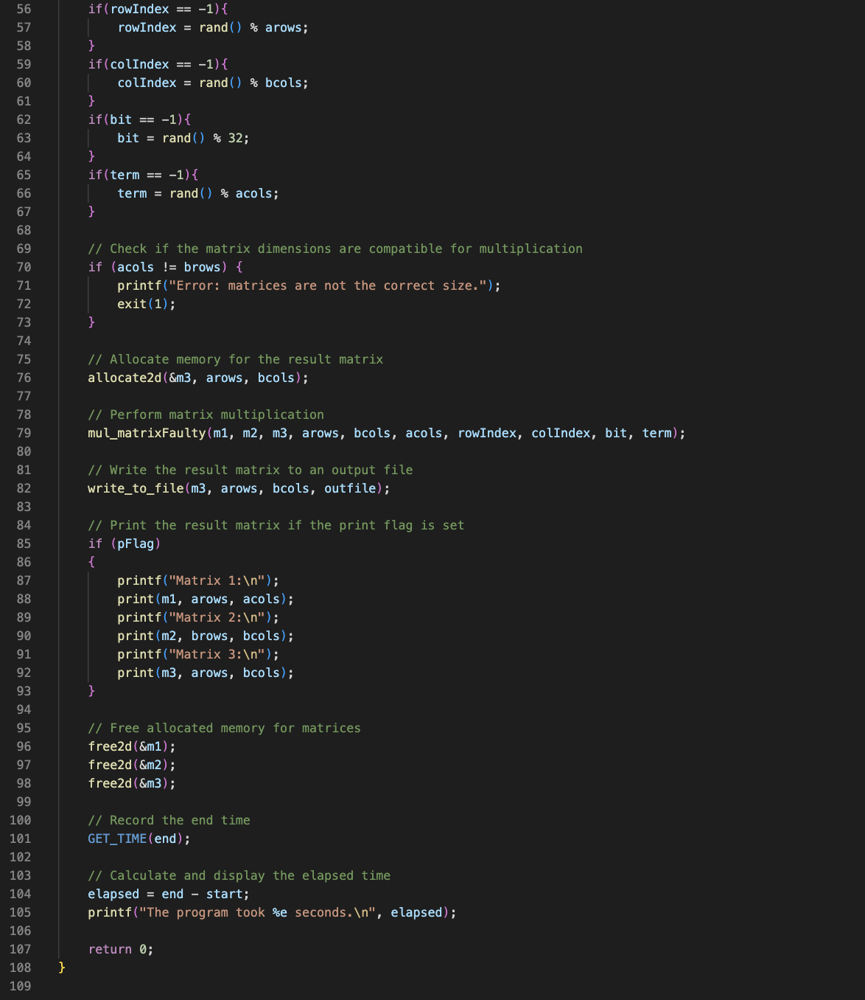 56 if(rowIndex == -1){
57 rowIndex = rand() % arows;
58 }
59 if(colIndex == -1){
60 colIndex = rand() % bcols;
61 }
62 if(bit == -1){
63 bit = rand() % 32;
64 }
65 if(term == -1){
66 term = rand() % acols;
67 }
68
69 // Check if the matrix dimensions are compatible for multiplication
70 if (acols != brows) {
71 printf("Error: matrices are not the correct size.");
72 exit(1);
73 }
74
75 // Allocate memory for the result matrix
76 allocate2d(&m3, arows, bcols);
77
78 // Perform matrix multiplication
79 mul_matrixFaulty(m1, m2, m3, arows, bcols, acols, rowIndex, colIndex, bit, term);
80
81 // Write the result matrix to an output file
82 write_to_file(m3, arows, bcols, outfile);
83
84 // Print the result matrix if the print flag is set
85 if (pFlag)
86 {
87 printf("Matrix 1:\n");
88 print(m1, arows, acols);
89 printf("Matrix 2:\n");
90 print(m2, brows, bcols);
91 printf("Matrix 3:\n");
92 print(m3, arows, bcols);
93 }
94
95 // Free allocated memory for matrices
96 free2d(&m1);
97 free2d(&m2);
98 free2d(&m3);
99
100 // Record the end time
101 GET_TIME(end);
102
103 // Calculate and display the elapsed time
104 elapsed = end - start;
105 printf("The program took %e seconds.\n", elapsed);
106
107 return 0;
108 }
109